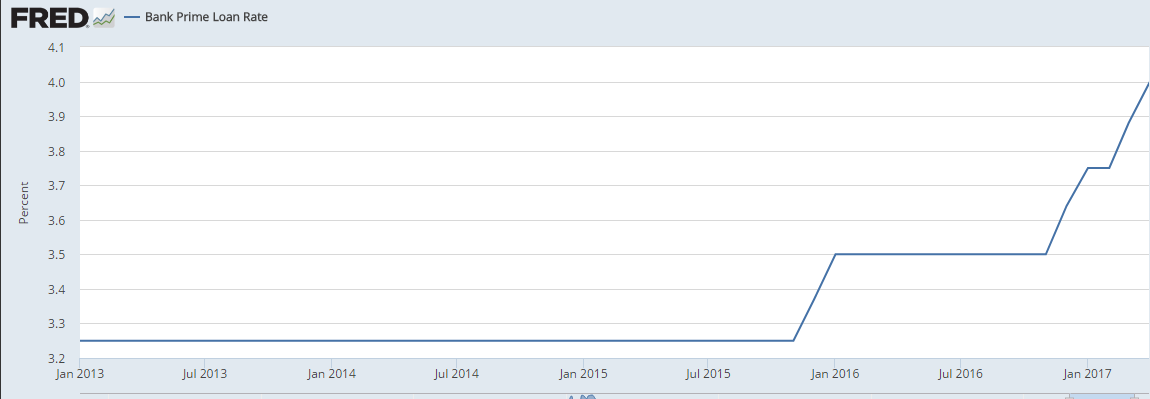 FRED
Bank Prime Loan Rate
4.1
4.0
3.9
3.8
3.7
3.6
3.5
3.4
3.3
3.2
Percent
Jan 2013
Jul 2013
Jan 2014
Jul 2014
Jan 2015
Jul 2015
Jan 2016
Jul 2016
Jan 2017